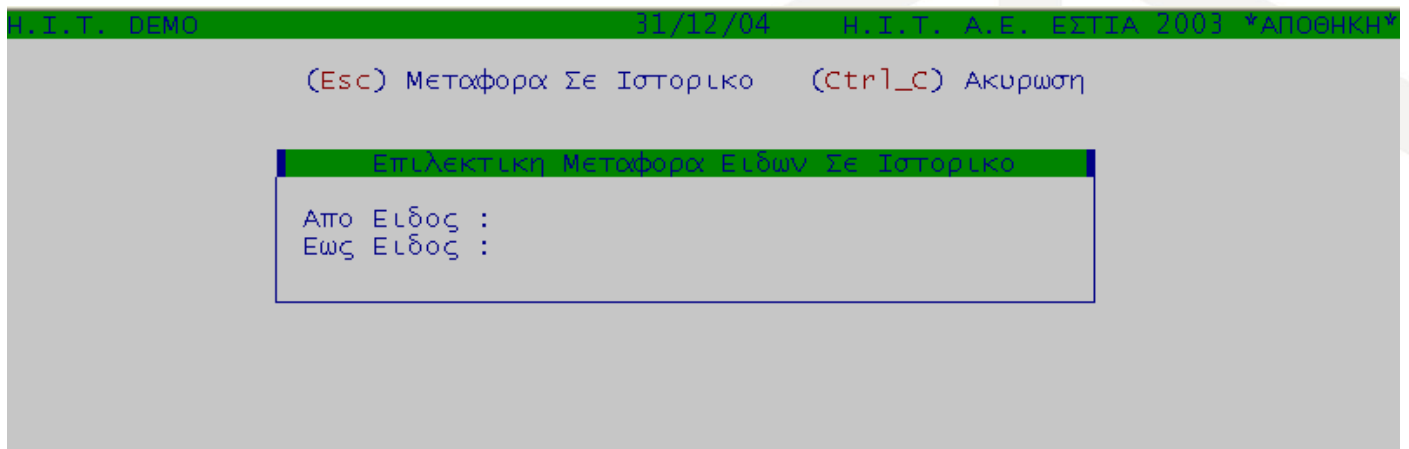 H.I.T. DEMO 31/12/04 H.I.T. Α.Ε. ΕΣΤΙΑ 2003 *ΑΠΟΘΗΚΗ*
(Esc) Μεταφορα Σε Ιστορικο (Ctrl_C) Ακυρωση
Επιλεκτικη Μεταφορα Ειδων Σε Ιστορικο
Απο Ειδος :
Εως Ειδος :